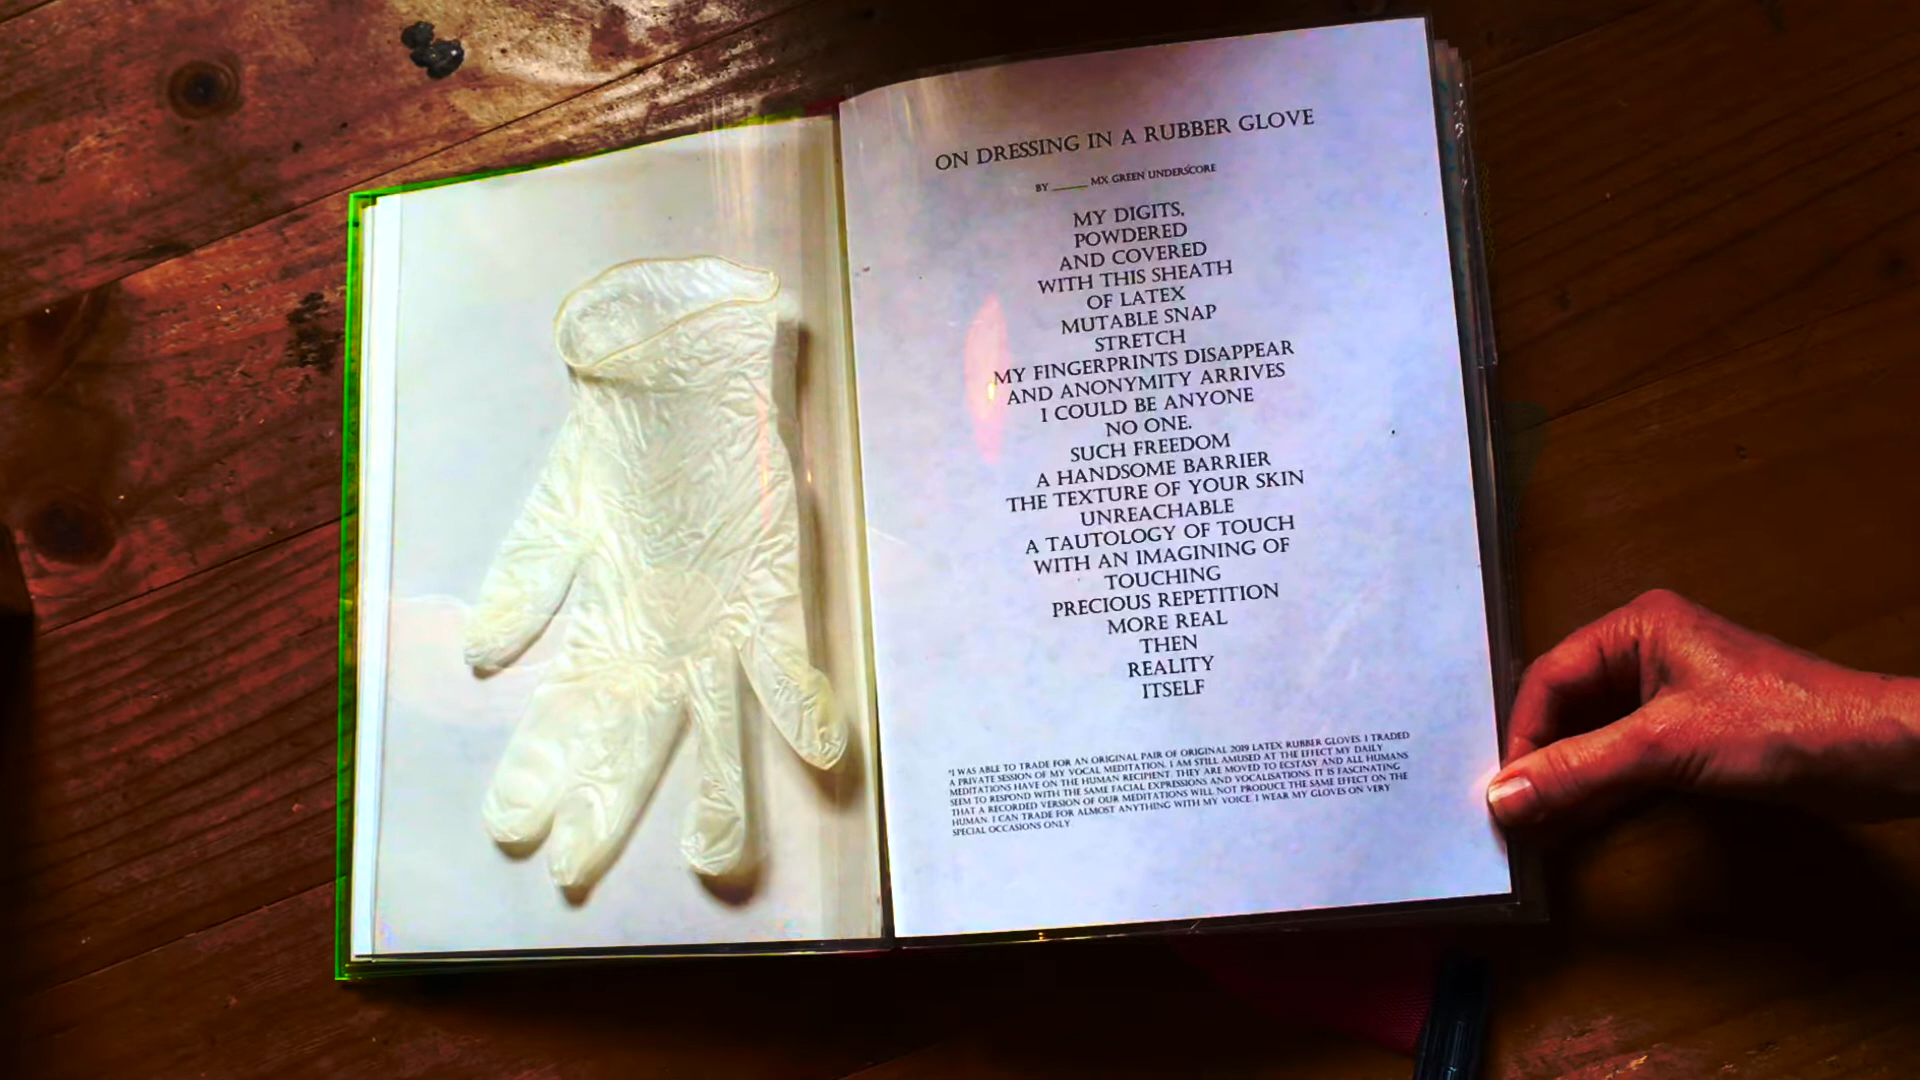 ON DRESSING IN A RUBBER GLOVE
BY _____ MX GREEN UNDERSCORE
MY DIGITS,
POWDERED
AND COVERED
WITH THIS SHEATH
OF LATEX
MUTABLE SNAP
STRETCH
MY FINGERPRINTS DISAPPEAR
AND ANONYMITY ARRIVES
I COULD BE ANYONE
NO ONE.
SUCH FREEDOM
A HANDSOME BARRIER
THE TEXTURE OF YOUR SKIN
UNREACHABLE
A TAUTOLOGY OF TOUCH
WITH AN IMAGINING OF
TOUCHING
PRECIOUS REPETITION
MORE REAL
THEN
REALITY
ITSELF
*I WAS ABLE TO TRADE FOR AN ORIGINAL PAIR OF ORIGINAL 2019 LATEX RUBBER GLOVES. I TRADED
A PRIVATE SESSION OF MY VOCAL MEDITATION. I AM STILL AMUSED AT THE EFFECT MY DAILY
MEDITATIONS HAVE ON THE HUMAN RECIPIENT. THEY ARE MOVED TO ECSTASY AND ALL HUMANS
SEEM TO RESPOND WITH THE SAME FACIAL EXPRESSIONS AND VOCALISATIONS. IT IS FASCINATING
THAT A RECORDED VERSION OF OUR MEDITATIONS WILL NOT PRODUCE THE SAME EFFECT ON THE
HUMAN. I CAN TRADE FOR ALMOST ANYTHING WITH MY VOICE. I WEAR MY GLOVES ON VERY
SPECIAL OCCASIONS ONLY.